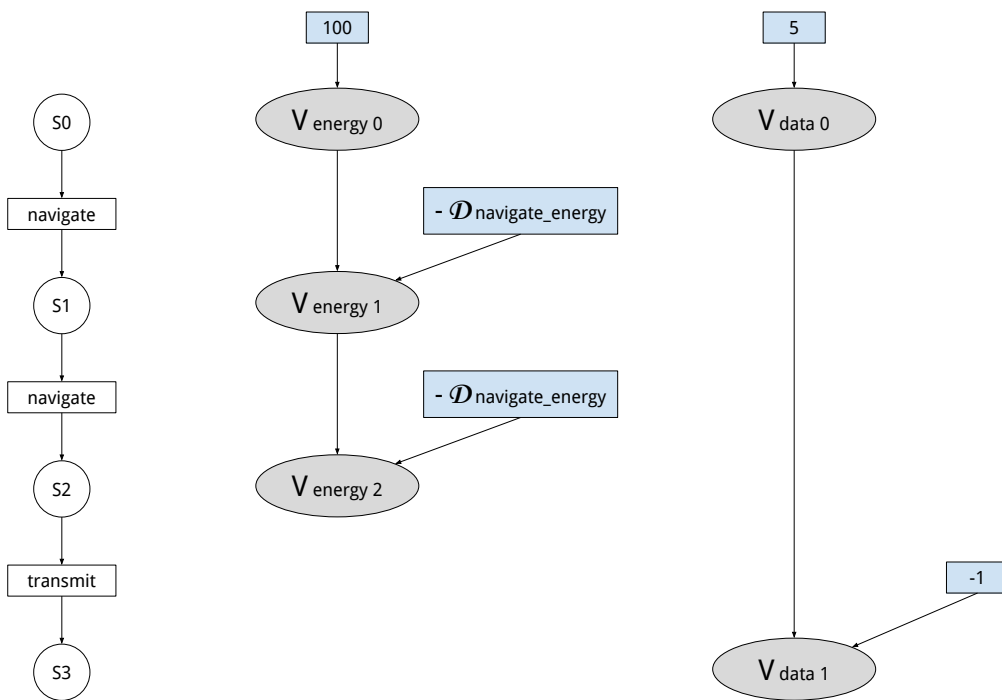 100
5
S0
V energy 0
V data 0
navigate
- 𝓓 navigate_energy
S1
V energy 1
navigate
- 𝓓 navigate_energy
S2
V energy 2
transmit
-1
S3
V data 1